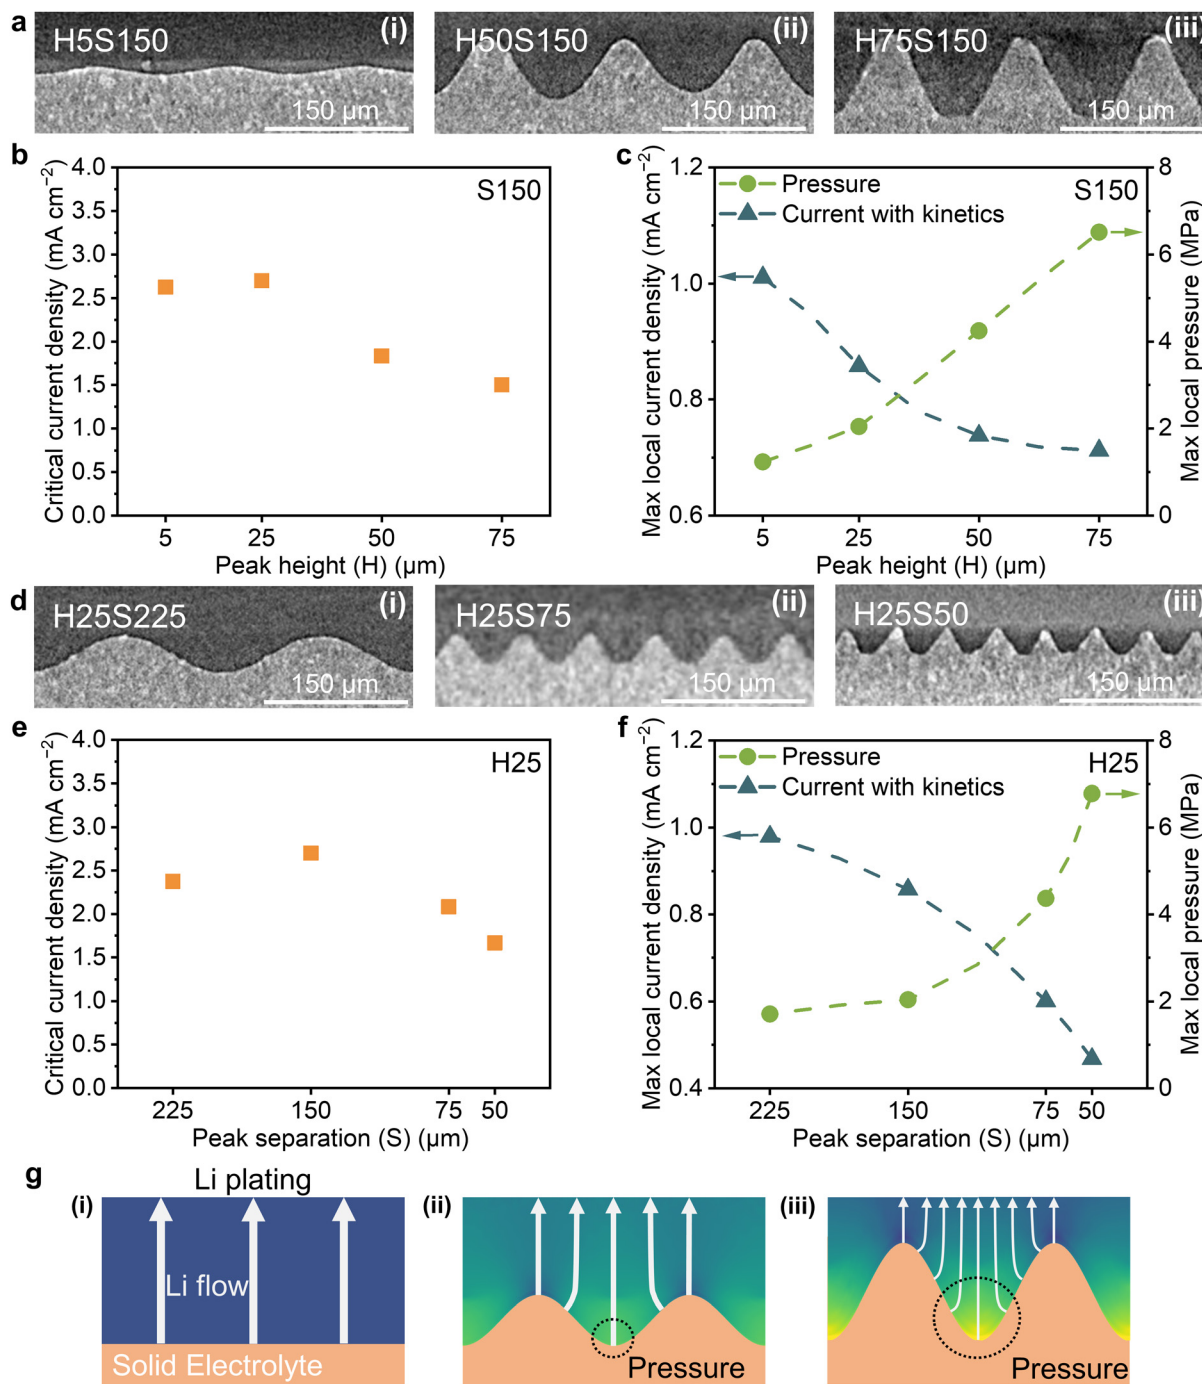 a
H5S150
(i)
150 µm
H50S150
(ii)
150 µm
H75S150
(iii)
150 µm
b
S150
Critical current density (mA cm⁻²)
4.0
3.5
3.0
2.5
2.0
1.5
1.0
0.5
0.0
5
25
50
75
Peak height (H) (µm)
c
Pressure
Current with kinetics
S150
Max local current density (mA cm⁻²)
1.2
1.0
0.8
0.6
8
6
4
2
0
Max local pressure (MPa)
5
25
50
75
Peak height (H) (µm)
d
H25S225
(i)
150 µm
H25S75
(ii)
150 µm
H25S50
(iii)
150 µm
e
H25
Critical current density (mA cm⁻²)
4.0
3.5
3.0
2.5
2.0
1.5
1.0
0.5
0.0
225
150
75
50
Peak separation (S) (µm)
f
Pressure
Current with kinetics
H25
Max local current density (mA cm⁻²)
1.2
1.0
0.8
0.6
0.4
8
6
4
2
0
Max local pressure (MPa)
225
150
75
50
Peak separation (S) (µm)
g
Li plating
(i)
Li flow
Solid Electrolyte
(ii)
Pressure
(iii)
Pressure